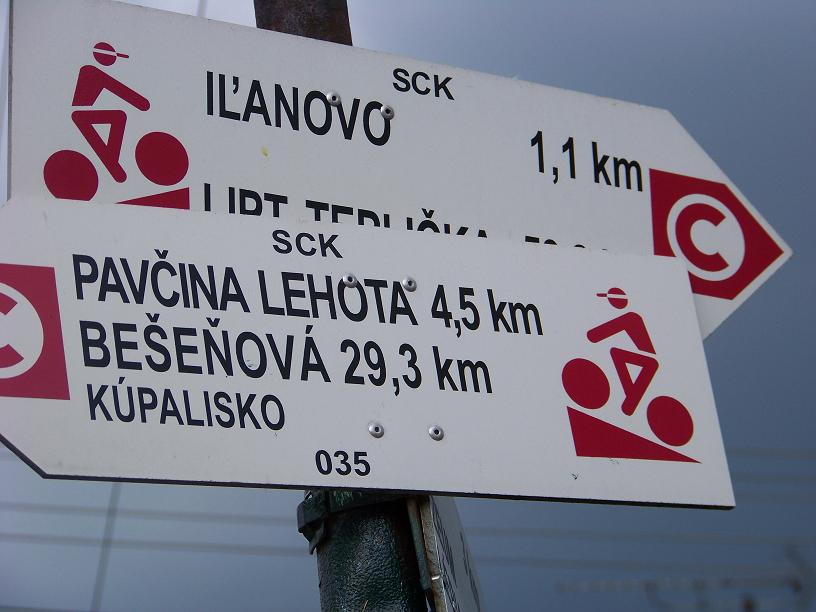 SCK
IĽANOVO
1,1 km
C
SCK
PAVČINA LEHOTA 4,5 km
BEŠEŇOVÁ 29,3 km
KÚPALISKO
035
C